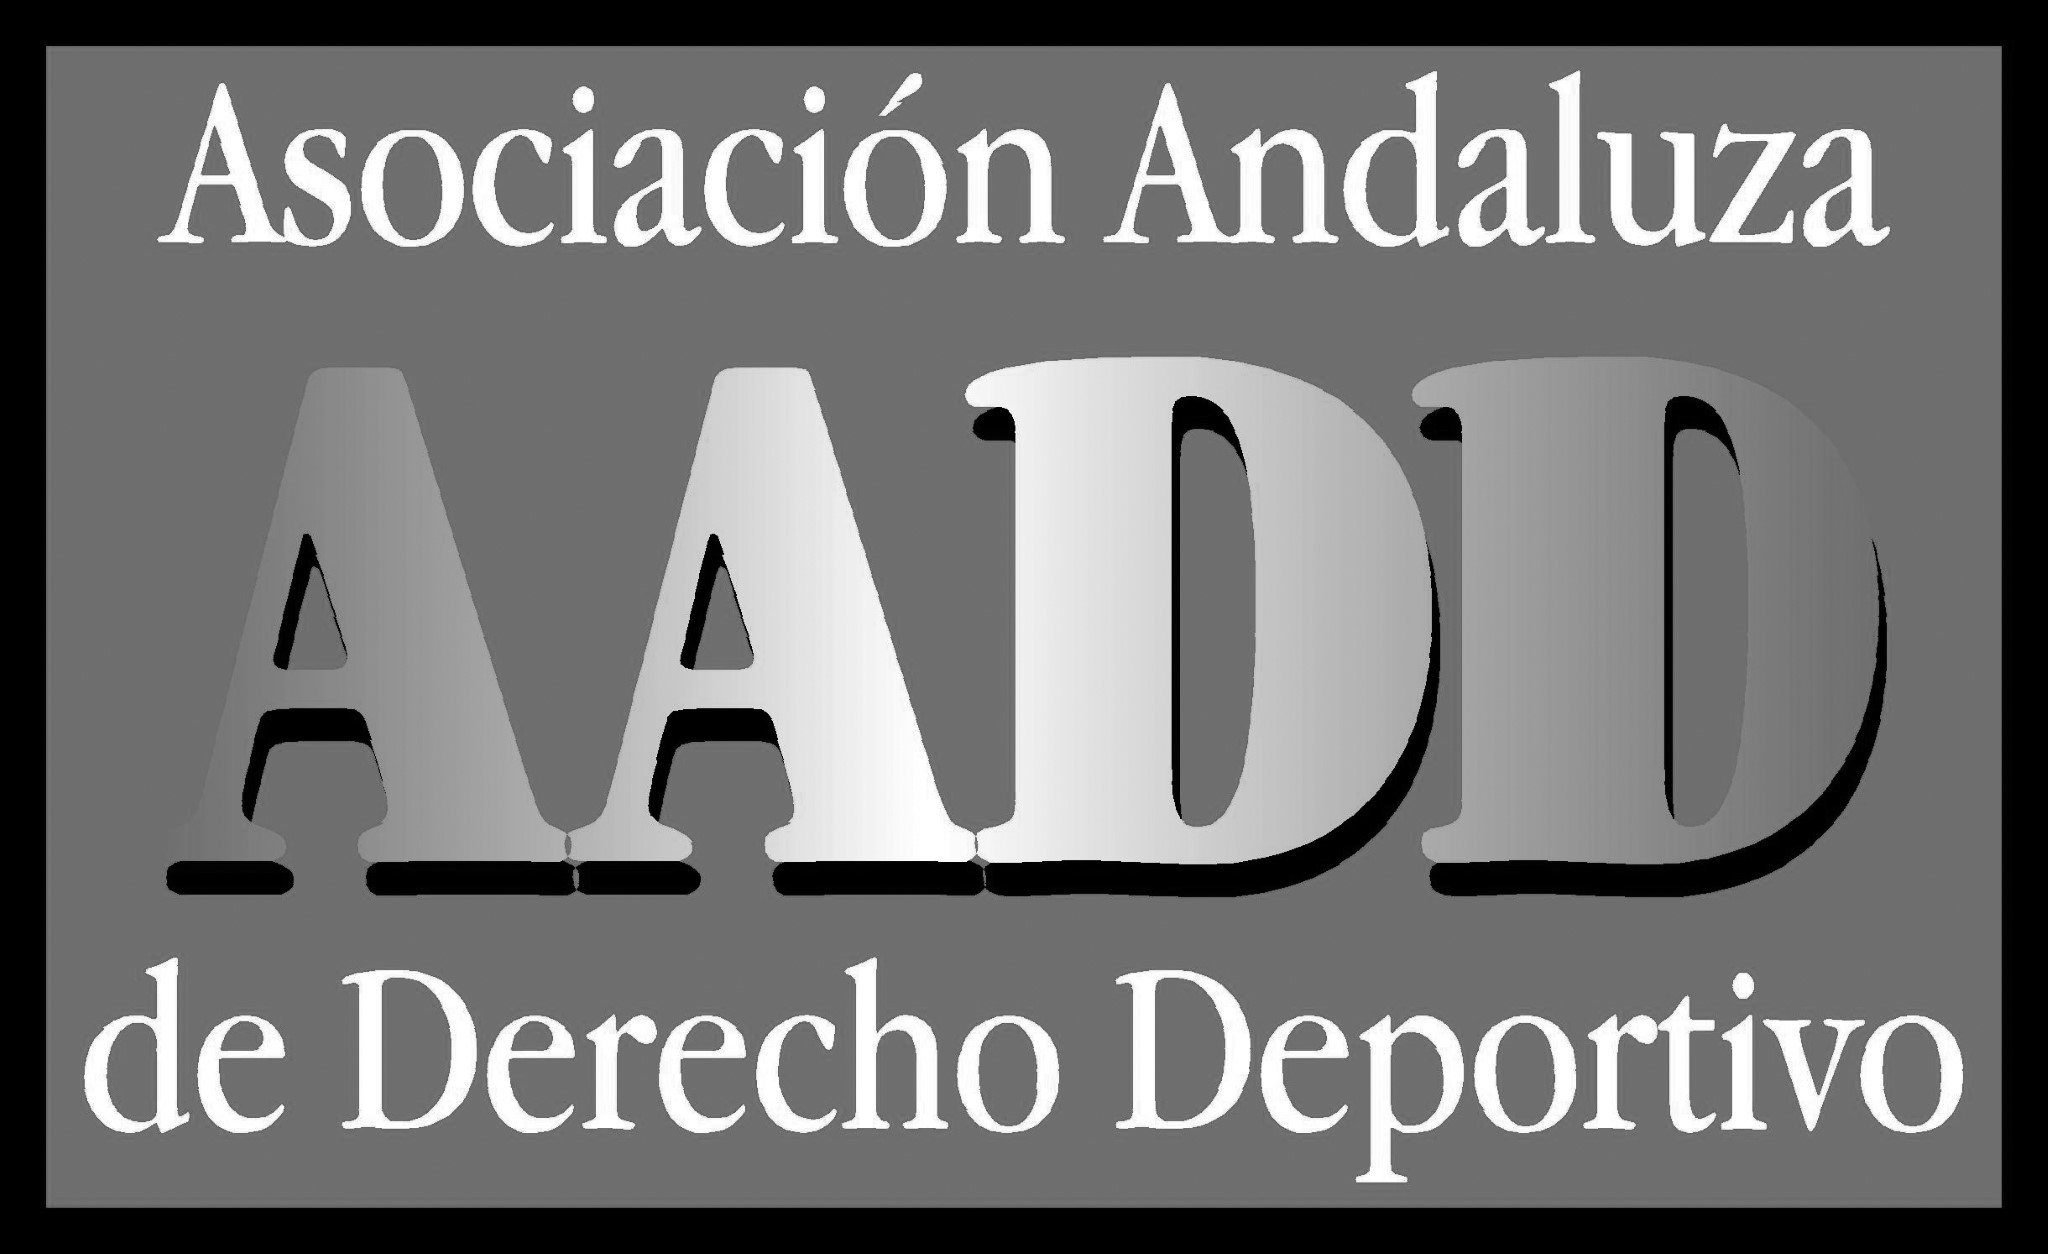 Asociación Andaluza
AADD
de Derecho Deportivo